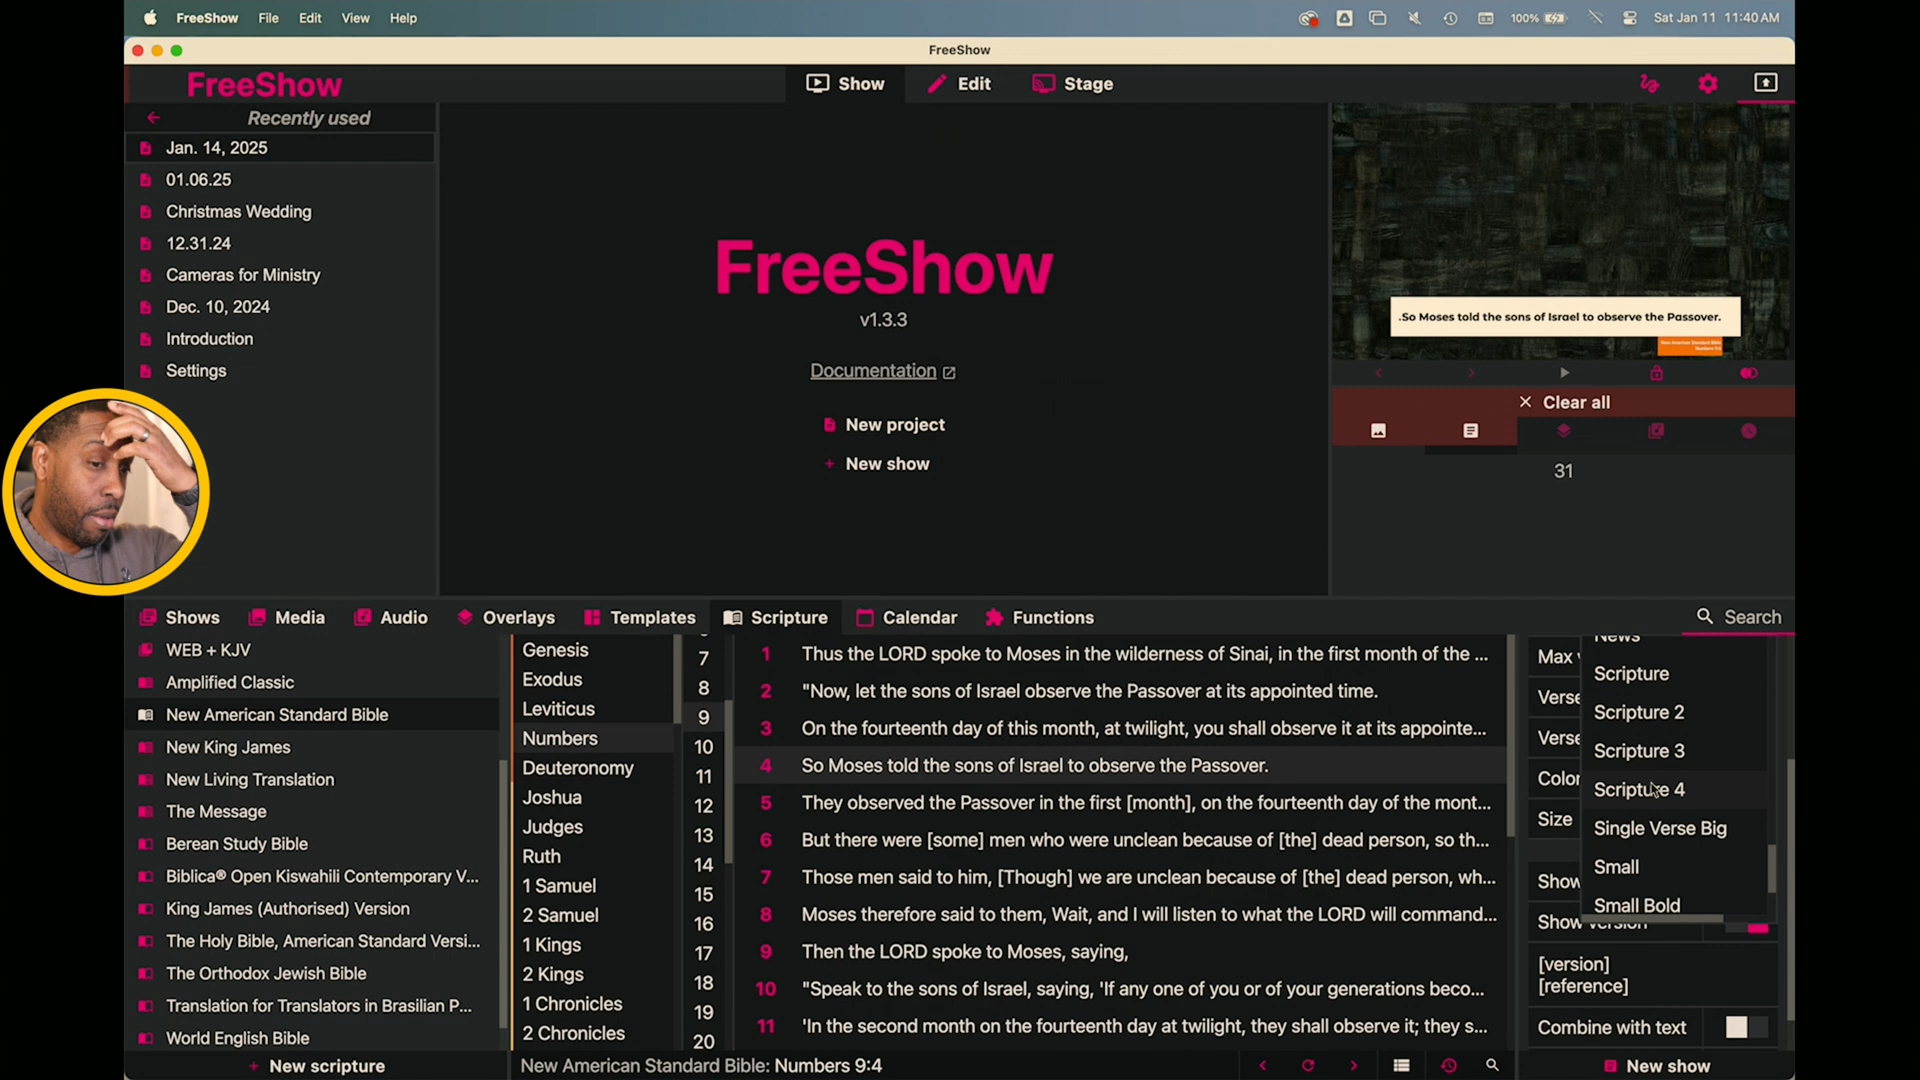 FreeShow File Edit View Help
100% Sat Jan 11 11:40 AM
FreeShow
FreeShow
Show Edit Stage
Recently used
Jan. 14, 2025
01.06.25
Christmas Wedding
12.31.24
Cameras for Ministry
Dec. 10, 2024
Introduction
Settings
FreeShow
v1.3.3
Documentation
New project
+ New show
.So Moses told the sons of Israel to observe the Passover.
New American Standard Bible
Numbers 9:4
Clear all
31
Shows Media Audio Overlays Templates Scripture Calendar Functions Search
WEB + KJV
Amplified Classic
New American Standard Bible
New King James
New Living Translation
The Message
Berean Study Bible
Biblica® Open Kiswahili Contemporary V...
King James (Authorised) Version
The Holy Bible, American Standard Versi...
The Orthodox Jewish Bible
Translation for Translators in Brasilian P...
World English Bible
+ New scripture
Genesis
Exodus
Leviticus
Numbers
Deuteronomy
Joshua
Judges
Ruth
1 Samuel
2 Samuel
1 Kings
2 Kings
1 Chronicles
2 Chronicles
7
8
9
10
11
12
13
14
15
16
17
18
19
20
1 Thus the LORD spoke to Moses in the wilderness of Sinai, in the first month of the ...
2 "Now, let the sons of Israel observe the Passover at its appointed time.
3 On the fourteenth day of this month, at twilight, you shall observe it at its appointe...
4 So Moses told the sons of Israel to observe the Passover.
5 They observed the Passover in the first [month], on the fourteenth day of the mont...
6 But there were [some] men who were unclean because of [the] dead person, so th...
7 Those men said to him, [Though] we are unclean because of [the] dead person, wh...
8 Moses therefore said to them, Wait, and I will listen to what the LORD will command...
9 Then the LORD spoke to Moses, saying,
10 "Speak to the sons of Israel, saying, 'If any one of you or of your generations beco...
11 'In the second month on the fourteenth day at twilight, they shall observe it; they s...
New American Standard Bible: Numbers 9:4
Max
Verse
Verse
Color
Size
Show
Show version
[version]
[reference]
Combine with text
New show
News
Scripture
Scripture 2
Scripture 3
Scripture 4
Single Verse Big
Small
Small Bold